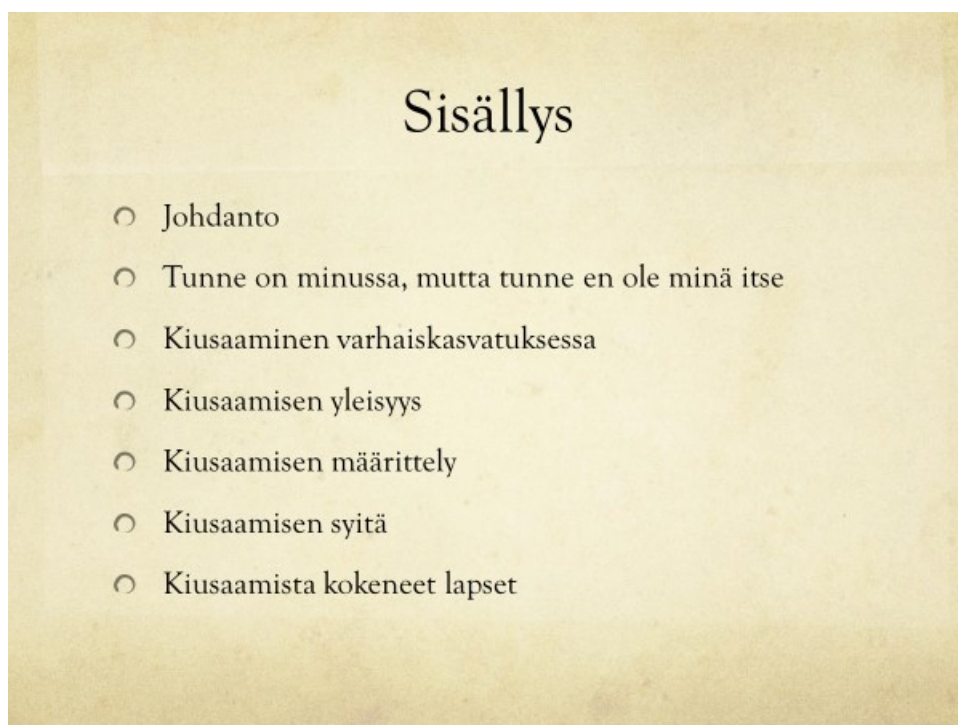 Sisällys
Johdanto
Tunne on minussa, mutta tunne en ole minä itse
Kiusaaminen varhaiskasvatuksessa
Kiusaamisen yleisyys
Kiusaamisen määrittely
Kiusaamisen syitä
Kiusaamista kokeneet lapset